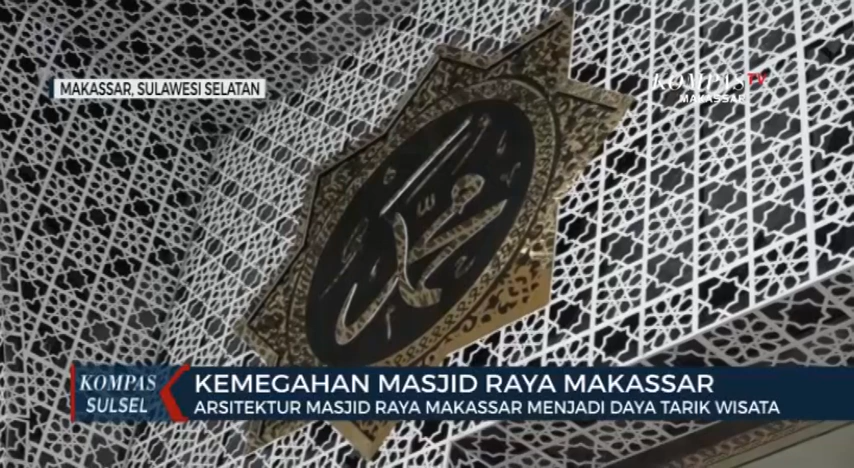 MAKASSAR, SULAWESI SELATAN
KOMPAS TV
MAKASSAR
محمد
KOMPAS
SULSEL
KEMEGAHAN MASJID RAYA MAKASSAR
ARSITEKTUR MASJID RAYA MAKASSAR MENJADI DAYA TARIK WISATA